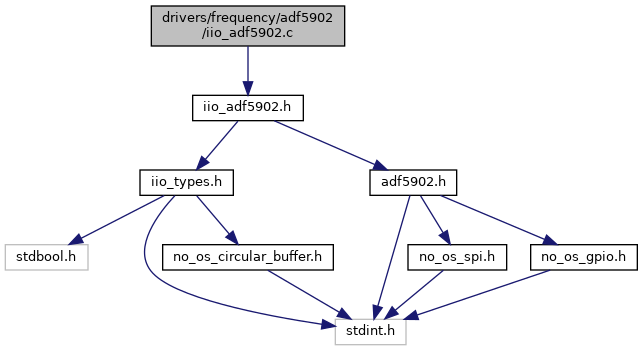 drivers/frequency/adf5902
/iio_adf5902.c
iio_adf5902.h
iio_types.h
adf5902.h
stdbool.h
no_os_circular_buffer.h
no_os_spi.h
no_os_gpio.h
stdint.h